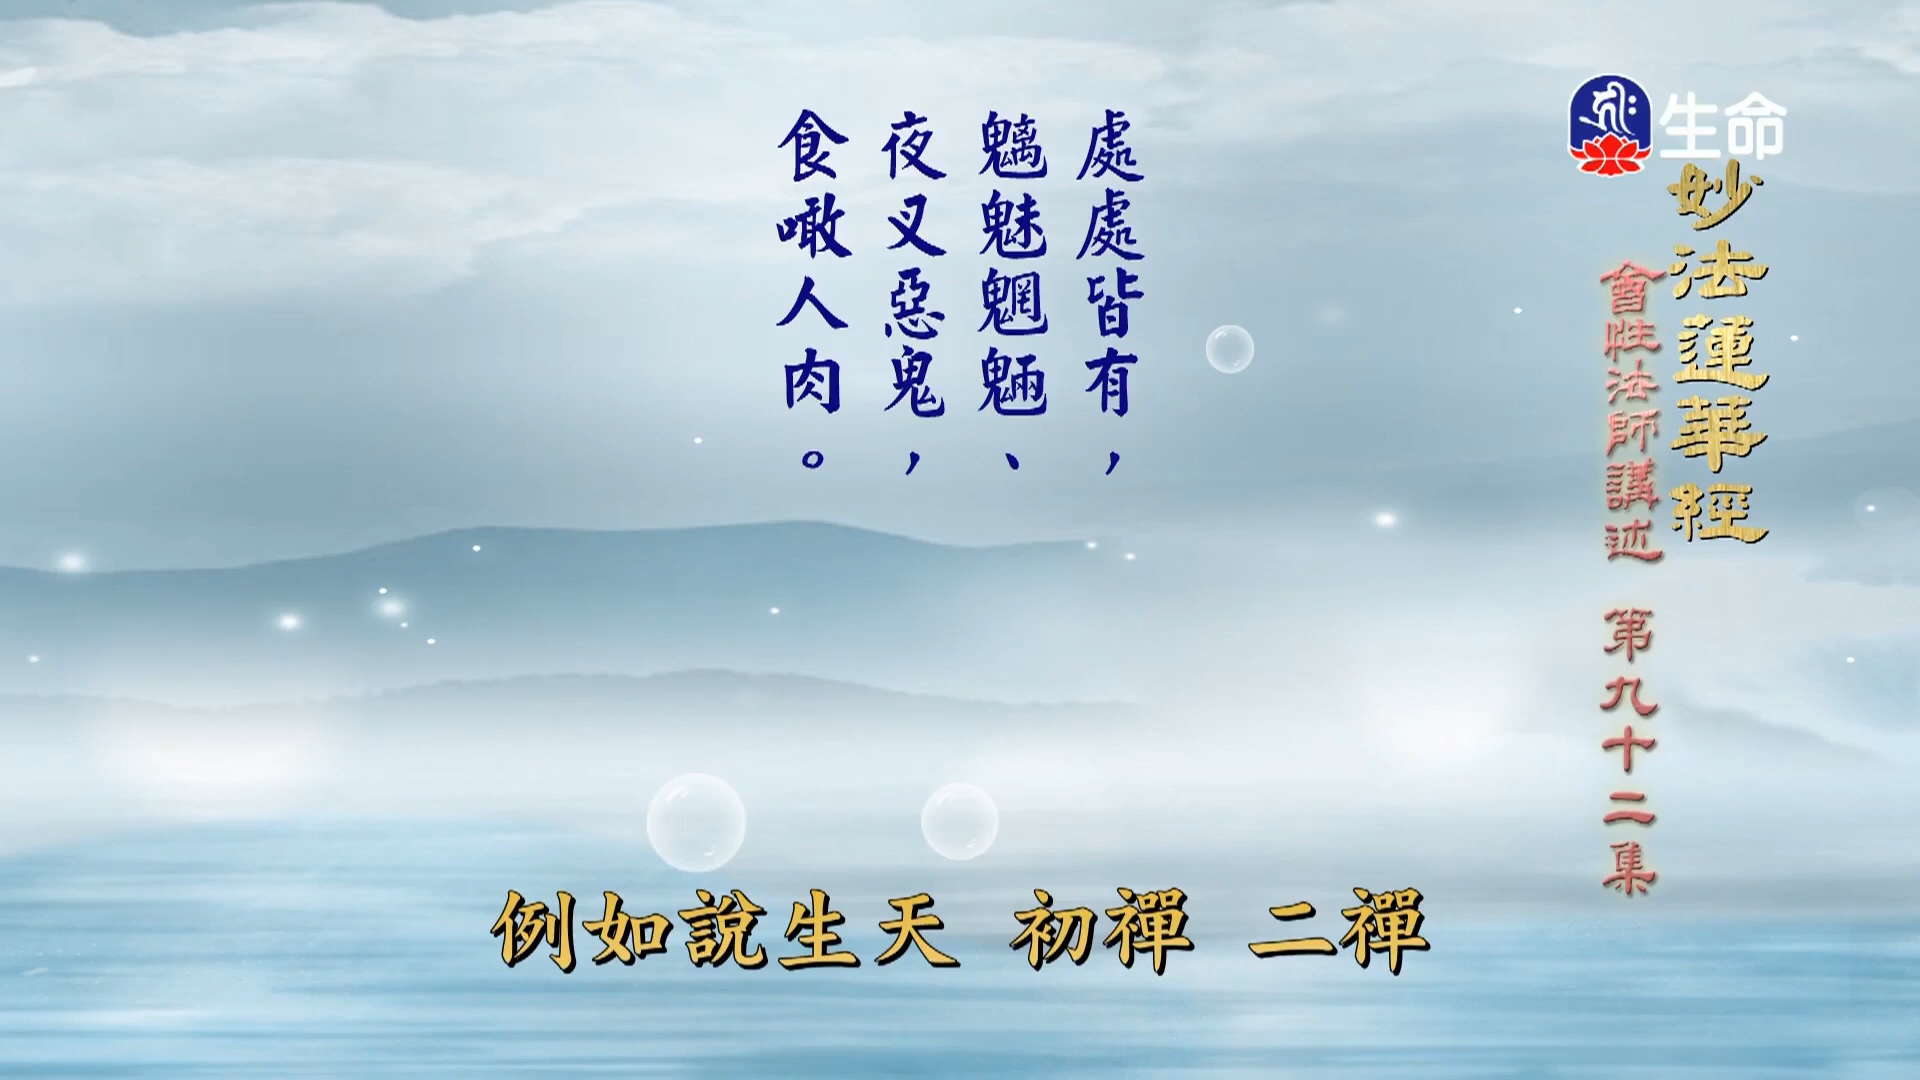 生命
妙法蓮華經
會性法師講述 第九十二集
處處皆有，
魑魅魍魎、
夜叉惡鬼，
食噉人肉。
例如說生天 初禪 二禪